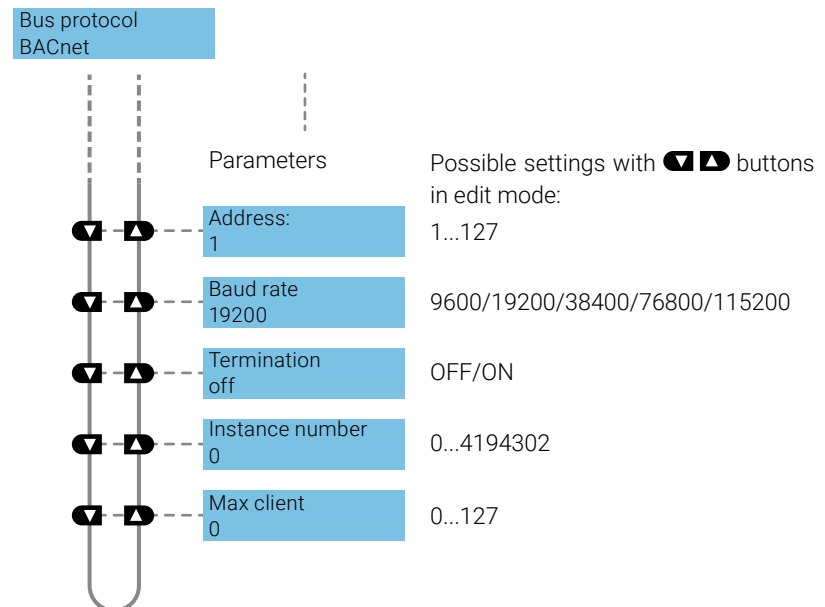 Bus protocol
BACnet
Parameters
Possible settings with buttons
in edit mode:
Address:
1
1...127
Baud rate
19200
9600/19200/38400/76800/115200
Termination
off
OFF/ON
Instance number
0
0...4194302
Max client
0
0...127